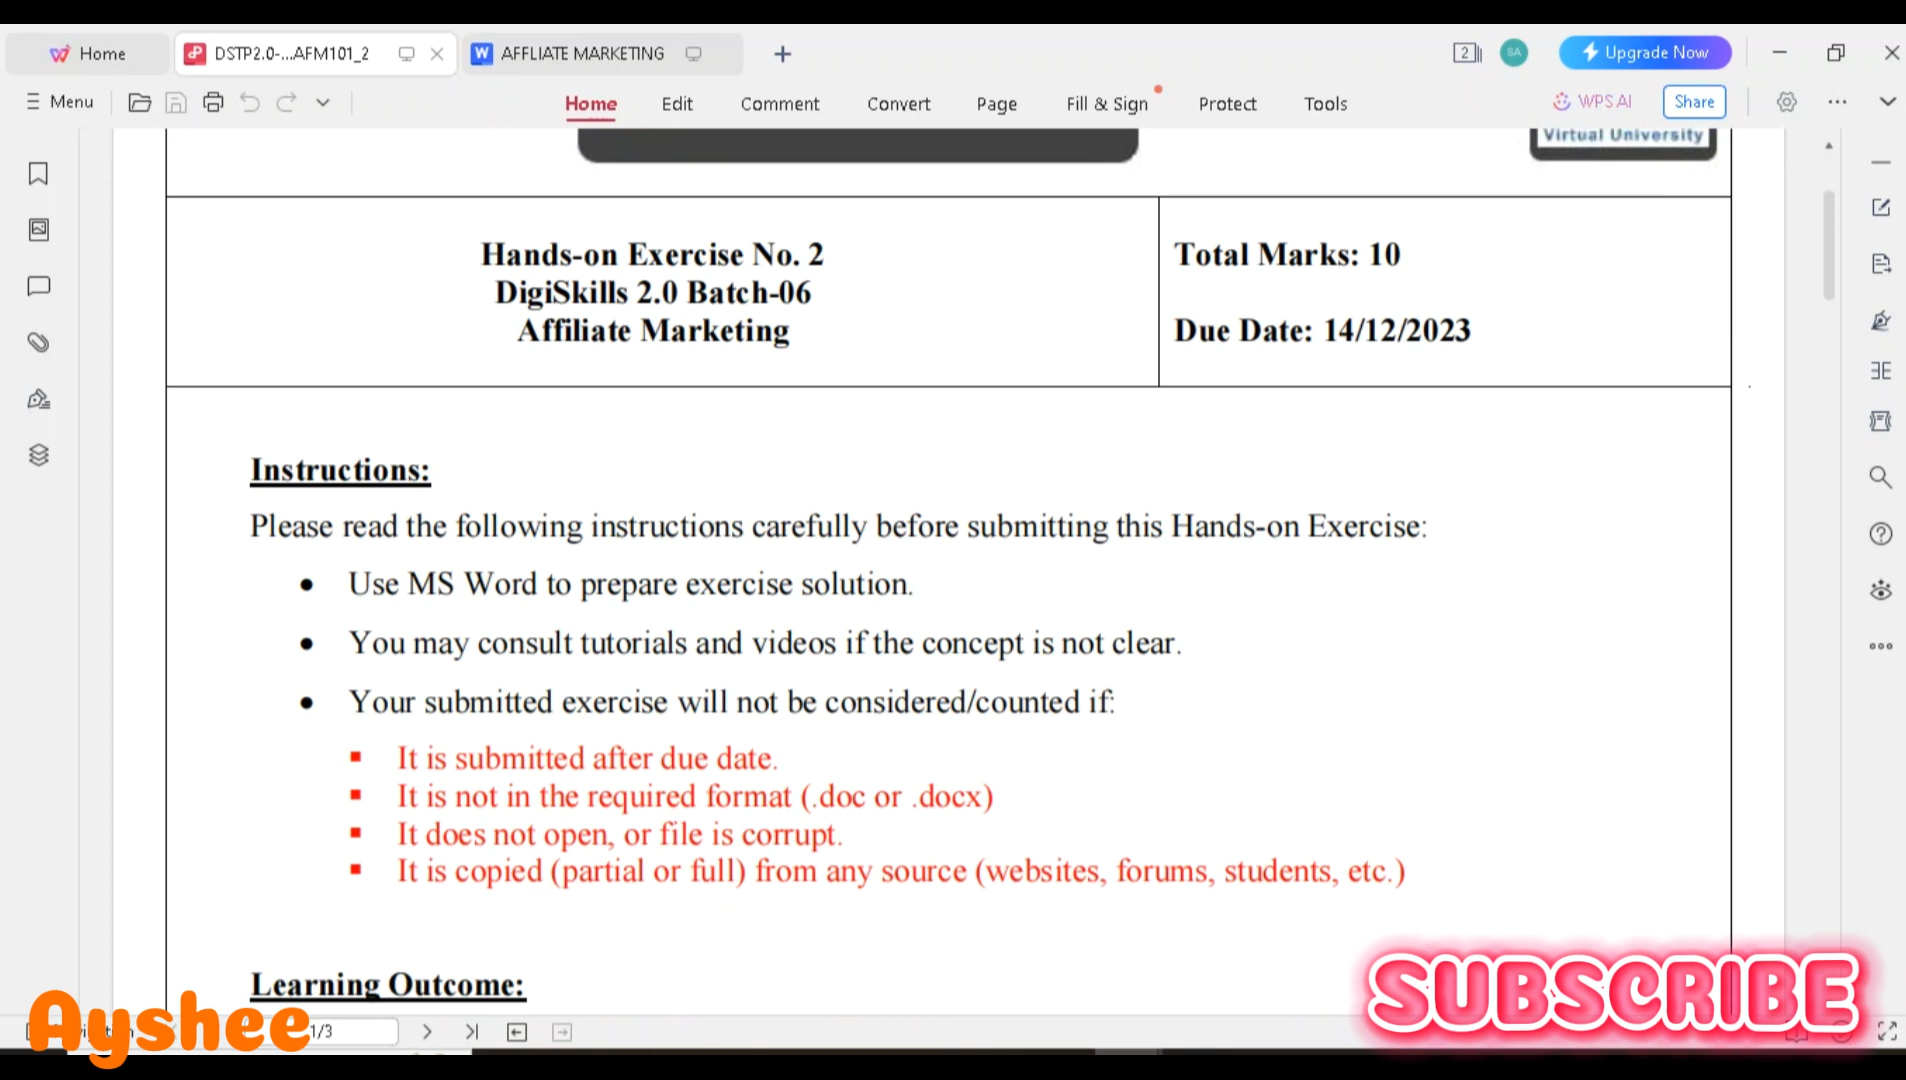 Home
DSTP2.0-...AFM101_2
AFFLIATE MARKETING
2
SA
Upgrade Now
Menu
Home
Edit
Comment
Convert
Page
Fill & Sign
Protect
Tools
WPS AI
Share
Virtual University
Hands-on Exercise No. 2
DigiSkills 2.0 Batch-06
Affiliate Marketing
Total Marks: 10
Due Date: 14/12/2023
Instructions:
Please read the following instructions carefully before submitting this Hands-on Exercise:
• Use MS Word to prepare exercise solution.
• You may consult tutorials and videos if the concept is not clear.
• Your submitted exercise will not be considered/counted if:
▪ It is submitted after due date.
▪ It is not in the required format (.doc or .docx)
▪ It does not open, or file is corrupt.
▪ It is copied (partial or full) from any source (websites, forums, students, etc.)
Learning Outcome:
SUBSCRIBE
Ayshee
1/3